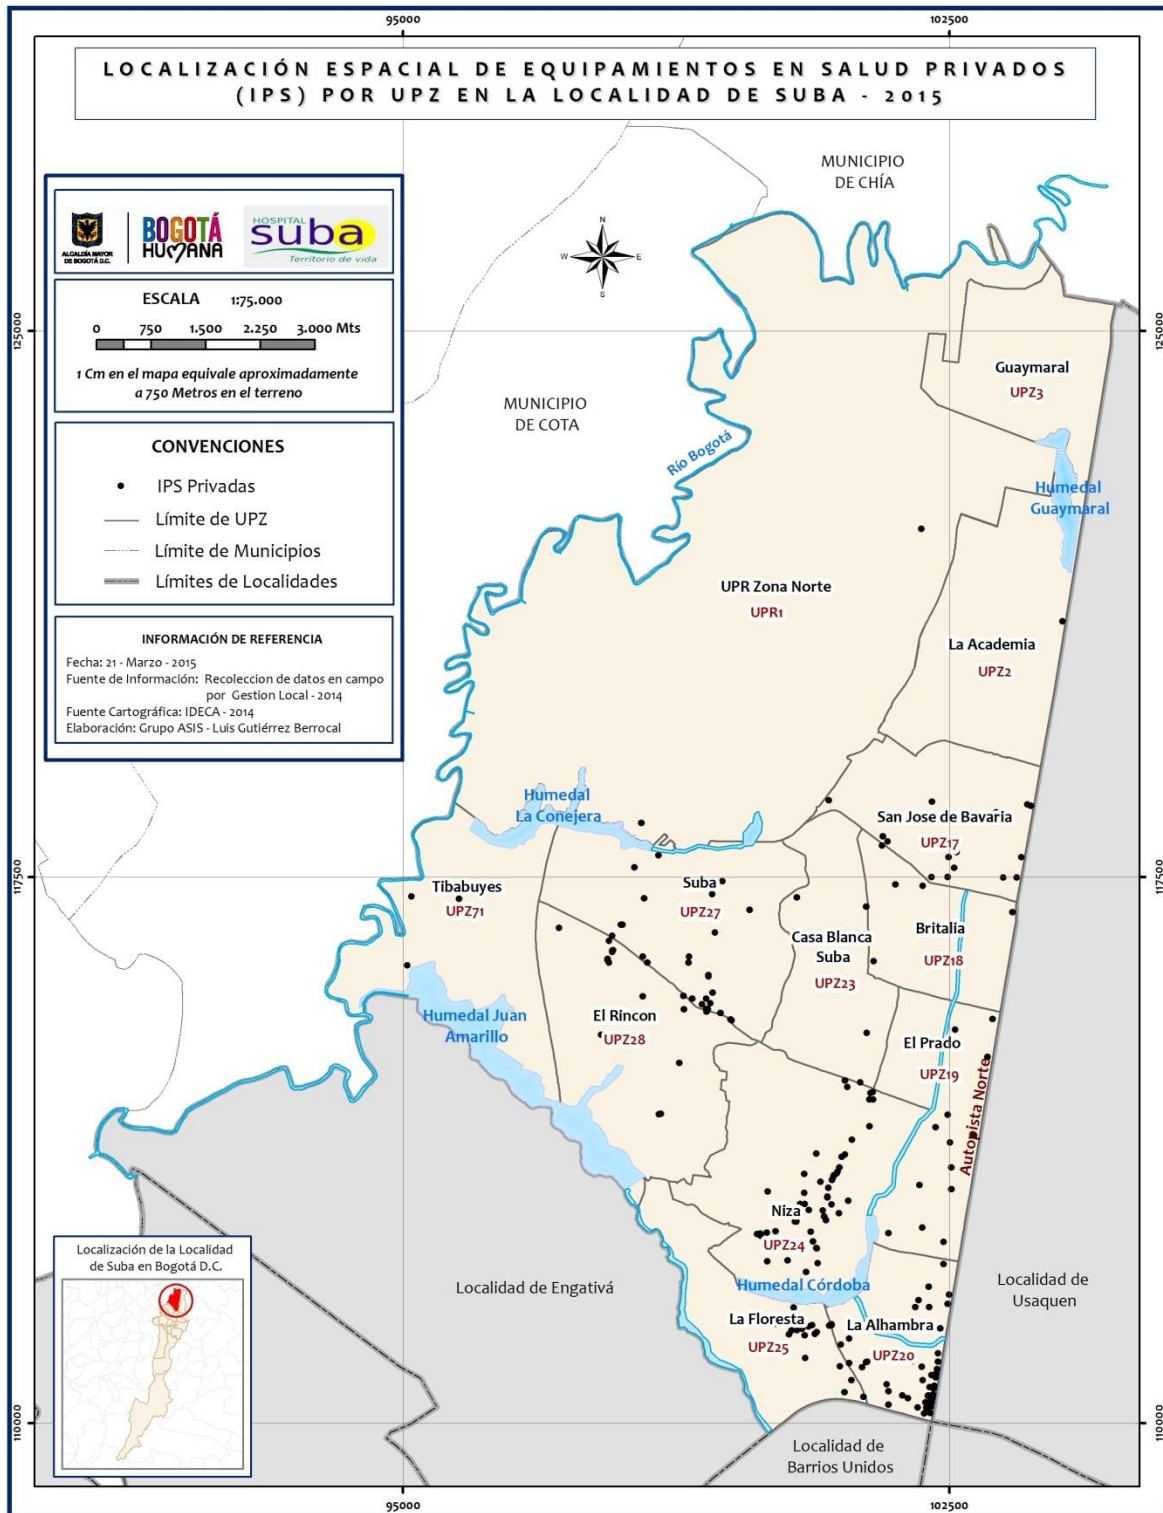 95000
102500
LOCALIZACIÓN ESPACIAL DE EQUIPAMIENTOS EN SALUD PRIVADOS
(IPS) POR UPZ EN LA LOCALIDAD DE SUBA - 2015
MUNICIPIO
DE CHÍA
ALCALDÍA MAYOR
DE BOGOTÁ D.C.
BOGOTÁ
HUMANA
HOSPITAL
suba
Territorio de vida
N
W
E
S
ESCALA 1:75.000
0 750 1.500 2.250 3.000 Mts
1 Cm en el mapa equivale aproximadamente
a 750 Metros en el terreno
125000
125000
Guaymaral
UPZ3
MUNICIPIO
DE COTA
Río Bogotá
CONVENCIONES
IPS Privadas
Límite de UPZ
Límite de Municipios
Límites de Localidades
Humedal
Guaymaral
UPR Zona Norte
UPR1
La Academia
UPZ2
INFORMACIÓN DE REFERENCIA
Fecha: 21 - Marzo - 2015
Fuente de Información: Recoleccion de datos en campo
por Gestion Local - 2014
Fuente Cartográfica: IDECA - 2014
Elaboración: Grupo ASIS - Luis Gutiérrez Berrocal
Humedal
La Conejera
San Jose de Bavaria
UPZ17
117500
117500
Tibabuyes
UPZ71
Suba
UPZ27
Britalia
UPZ18
Casa Blanca
Suba
UPZ23
Humedal Juan
Amarillo
El Rincon
UPZ28
El Prado
UPZ19
Autopista Norte
Niza
UPZ24
Localización de la Localidad
de Suba en Bogotá D.C.
Localidad de Engativá
Humedal Córdoba
Localidad de
Usaquen
La Floresta
UPZ25
La Alhambra
UPZ20
110000
110000
Localidad de
Barrios Unidos
95000
102500